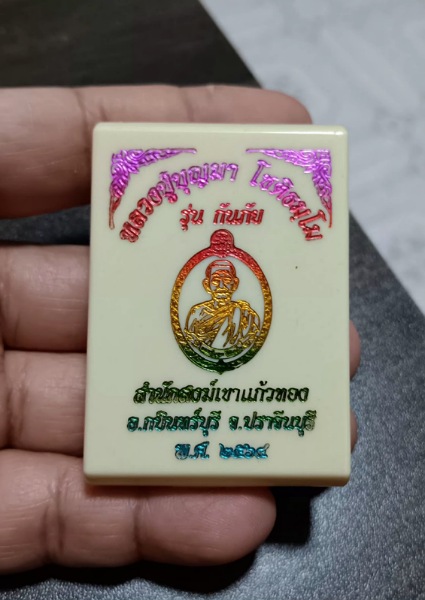 หลวงปู่บุญมา โชติธมฺโม
รุ่น กันภัย
สำนักสงฆ์เขาแก้วทอง
อ.กบินทร์บุรี จ.ปราจีนบุรี
พ.ศ. ๒๕๖๔